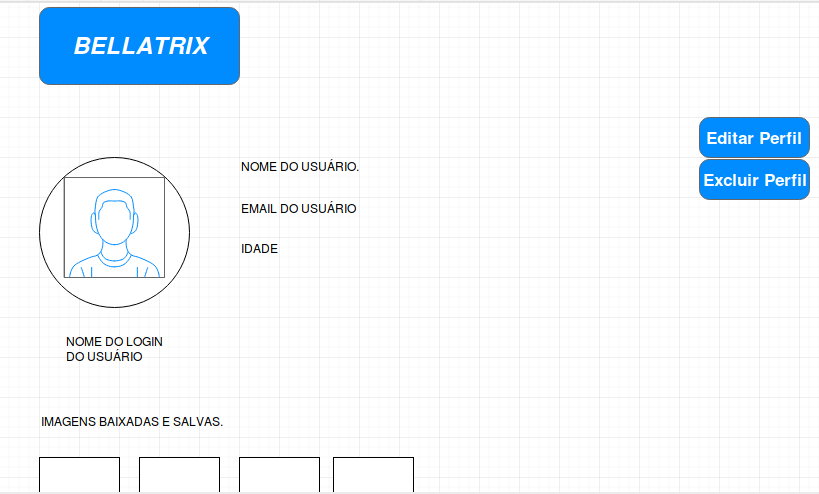 BELLATRIX
Editar Perfil
Excluir Perfil
NOME DO USUÁRIO.
EMAIL DO USUÁRIO
IDADE
NOME DO LOGIN
DO USUÁRIO
IMAGENS BAIXADAS E SALVAS.